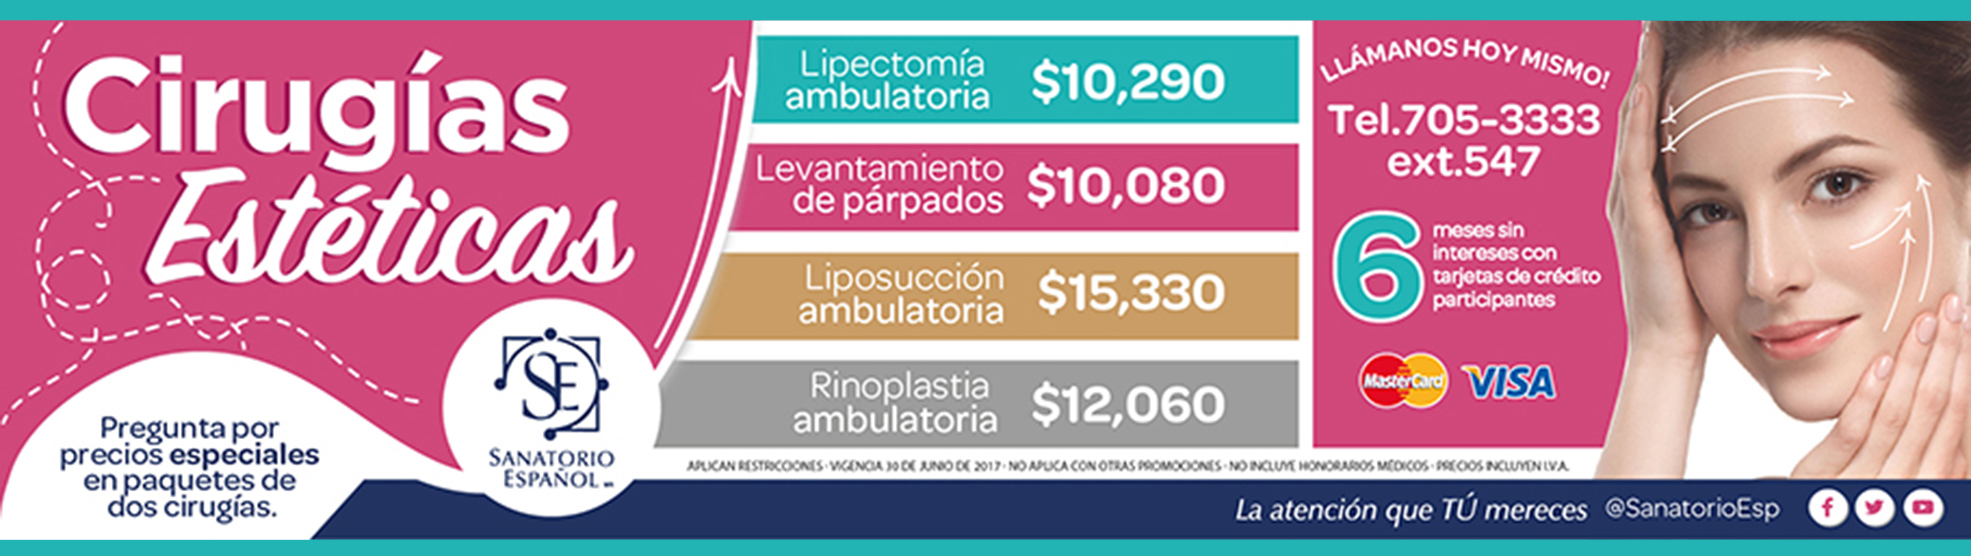 Cirugías
Estéticas
Pregunta por
precios especiales
en paquetes de
dos cirugías.
SE
SANATORIO
ESPAÑOL
Lipectomía
ambulatoria
$10,290
Levantamiento
de párpados
$10,080
Liposucción
ambulatoria
$15,330
Rinoplastia
ambulatoria
$12,060
APLICAN RESTRICCIONES · VIGENCIA 30 DE JUNIO DE 2017 · NO APLICA CON OTRAS PROMOCIONES · NO INCLUYE HONORARIOS MÉDICOS · PRECIOS INCLUYEN I.V.A.
LLÁMANOS HOY MISMO!
Tel.705-3333
ext.547
6
meses sin
intereses con
tarjetas de crédito
participantes
MasterCard
VISA
La atención que TÚ mereces
@SanatorioEsp